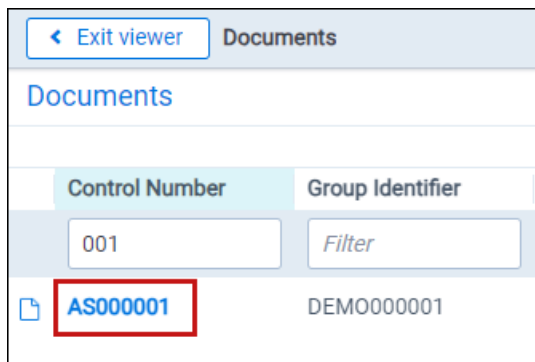 Exit viewer Documents
Documents
Control Number Group Identifier
001 Filter
AS000001 DEMO000001